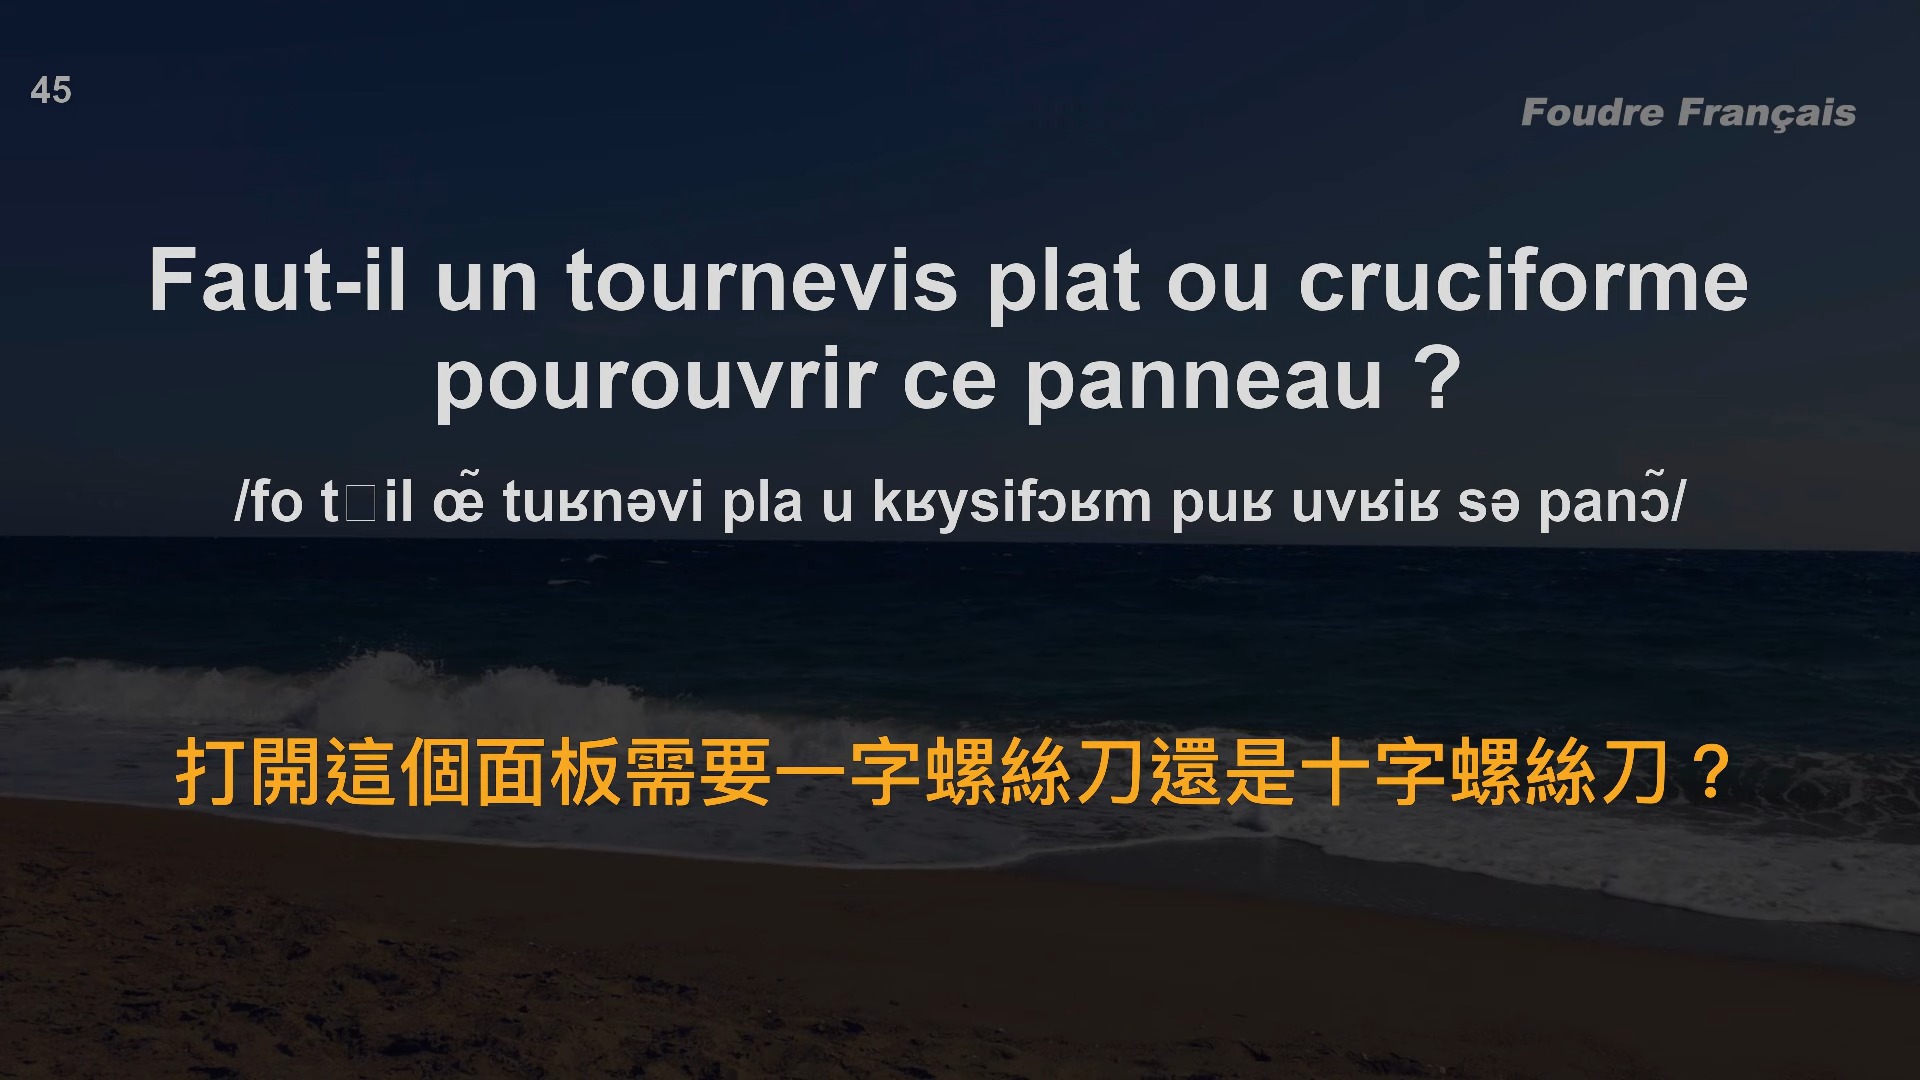 45
Foudre Français
Faut-il un tournevis plat ou cruciforme
pourouvrir ce panneau ?
/fo t□il œ̃ tuʁnəvi pla u kʁysifɔʁm puʁ uvʁiʁ sə panɔ̃/
打開這個面板需要一字螺絲刀還是十字螺絲刀？